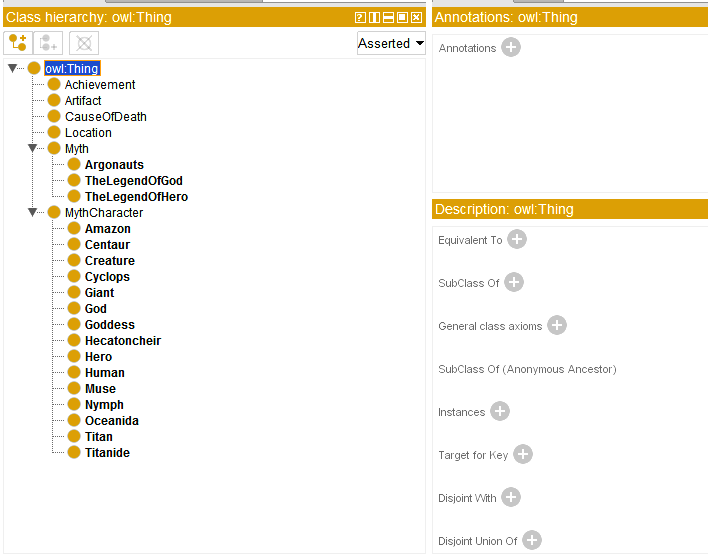 Class hierarchy: owl:Thing
Asserted
owl:Thing
Achievement
Artifact
CauseOfDeath
Location
Myth
Argonauts
TheLegendOfGod
TheLegendOfHero
MythCharacter
Amazon
Centaur
Creature
Cyclops
Giant
God
Goddess
Hecatoncheir
Hero
Human
Muse
Nymph
Oceanida
Titan
Titanide
Annotations: owl:Thing
Annotations
Description: owl:Thing
Equivalent To
SubClass Of
General class axioms
SubClass Of (Anonymous Ancestor)
Instances
Target for Key
Disjoint With
Disjoint Union Of